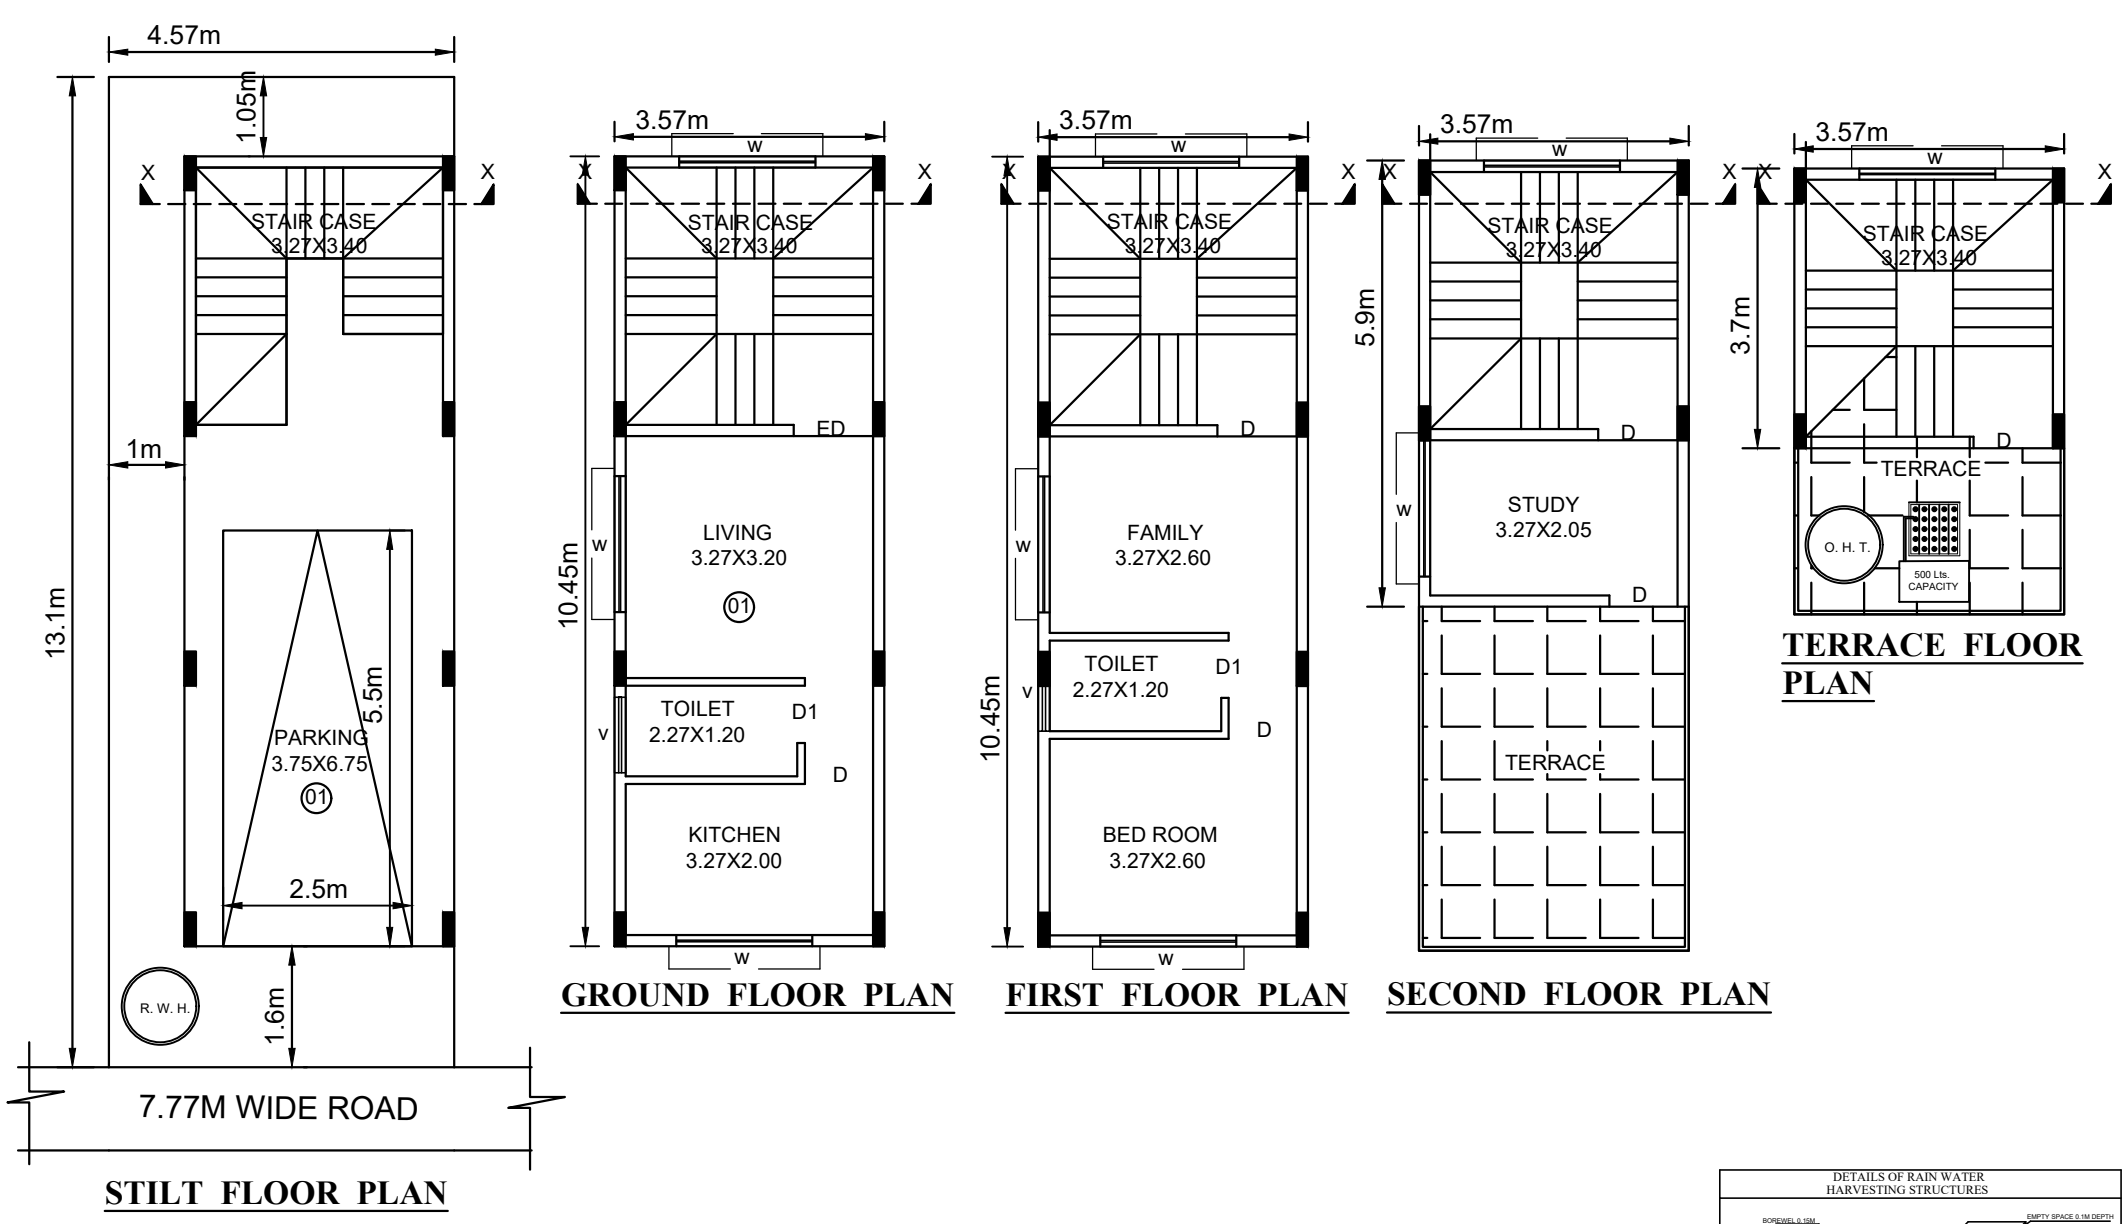 4.57m
1.05m
X
X
STAIR CASE
3.27X3.40
1m
13.1m
5.5m
PARKING
3.75X6.75
01
2.5m
R. W. H.
1.6m
7.77M WIDE ROAD
STILT FLOOR PLAN
3.57m
W
X
X
STAIR CASE
3.27X3.40
ED
10.45m
W
LIVING
3.27X3.20
01
TOILET
2.27X1.20
D1
V
D
KITCHEN
3.27X2.00
W
GROUND FLOOR PLAN
3.57m
W
X
X
STAIR CASE
3.27X3.40
D
10.45m
W
FAMILY
3.27X2.60
TOILET
2.27X1.20
D1
V
D
BED ROOM
3.27X2.60
W
FIRST FLOOR PLAN
3.57m
W
X
X
STAIR CASE
3.27X3.40
5.9m
D
W
STUDY
3.27X2.05
D
TERRACE
SECOND FLOOR PLAN
3.57m
W
X
X
STAIR CASE
3.27X3.40
3.7m
D
TERRACE
O. H. T.
500 Lts.
CAPACITY
TERRACE FLOOR
PLAN
DETAILS OF RAIN WATER
HARVESTING STRUCTURES
BOREWEL 0.15M
EMPTY SPACE 0.1M DEPTH